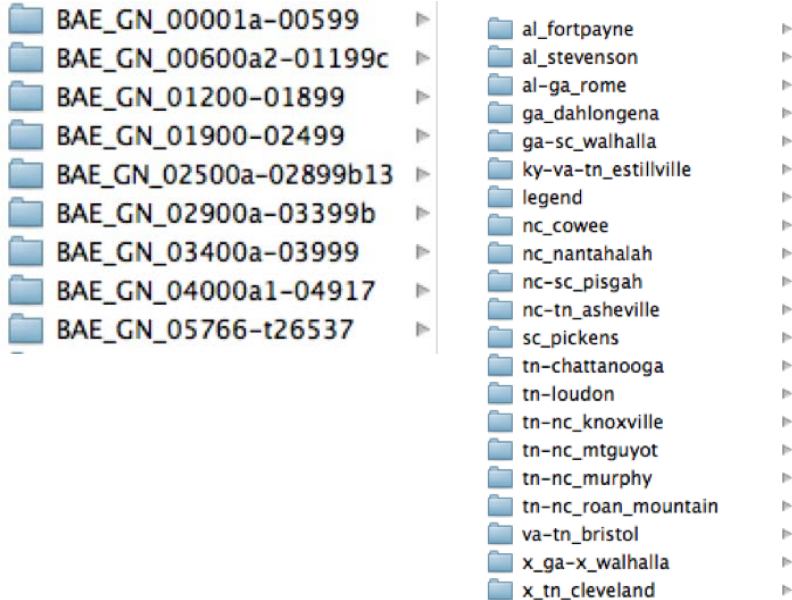 BAE_GN_00001a-00599
BAE_GN_00600a2-01199c
BAE_GN_01200-01899
BAE_GN_01900-02499
BAE_GN_02500a-02899b13
BAE_GN_02900a-03399b
BAE_GN_03400a-03999
BAE_GN_04000a1-04917
BAE_GN_05766-t26537
al_fortpayne
al_stevenson
al-ga_rome
ga_dahlongena
ga-sc_walhalla
ky-va-tn_estillville
legend
nc_cowee
nc_nantahalah
nc-sc_pisgah
nc-tn_asheville
sc_pickens
tn-chattanooga
tn-loudon
tn-nc_knoxville
tn-nc_mtguyot
tn-nc_murphy
tn-nc_roan_mountain
va-tn_bristol
x_ga-x_walhalla
x_tn_cleveland